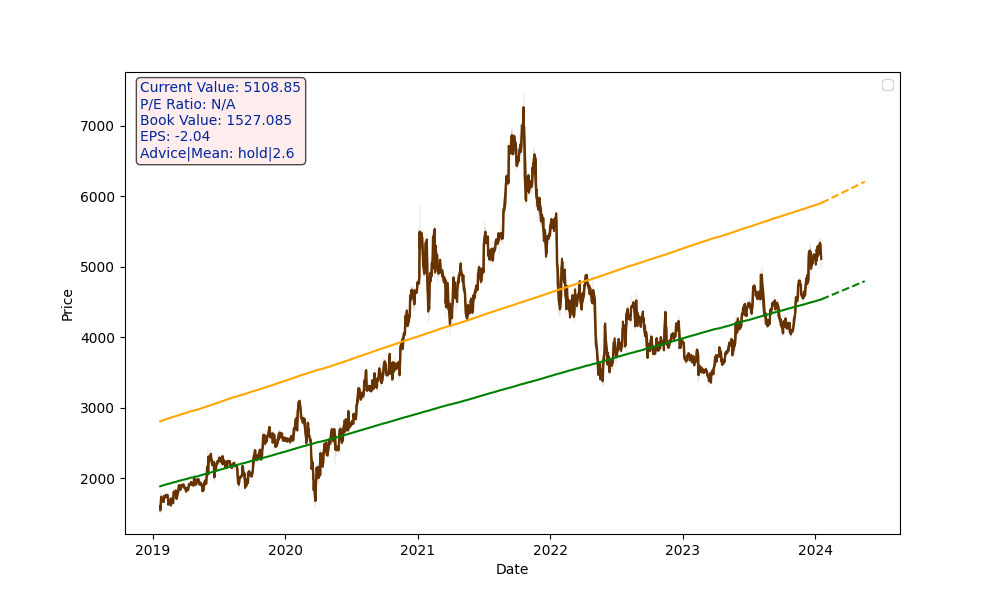 Current Value: 5108.85
P/E Ratio: N/A
Book Value: 1527.085
EPS: -2.04
Advice|Mean: hold|2.6
7000
6000
5000
4000
3000
2000
Price
2019 2020 2021 2022 2023 2024
Date